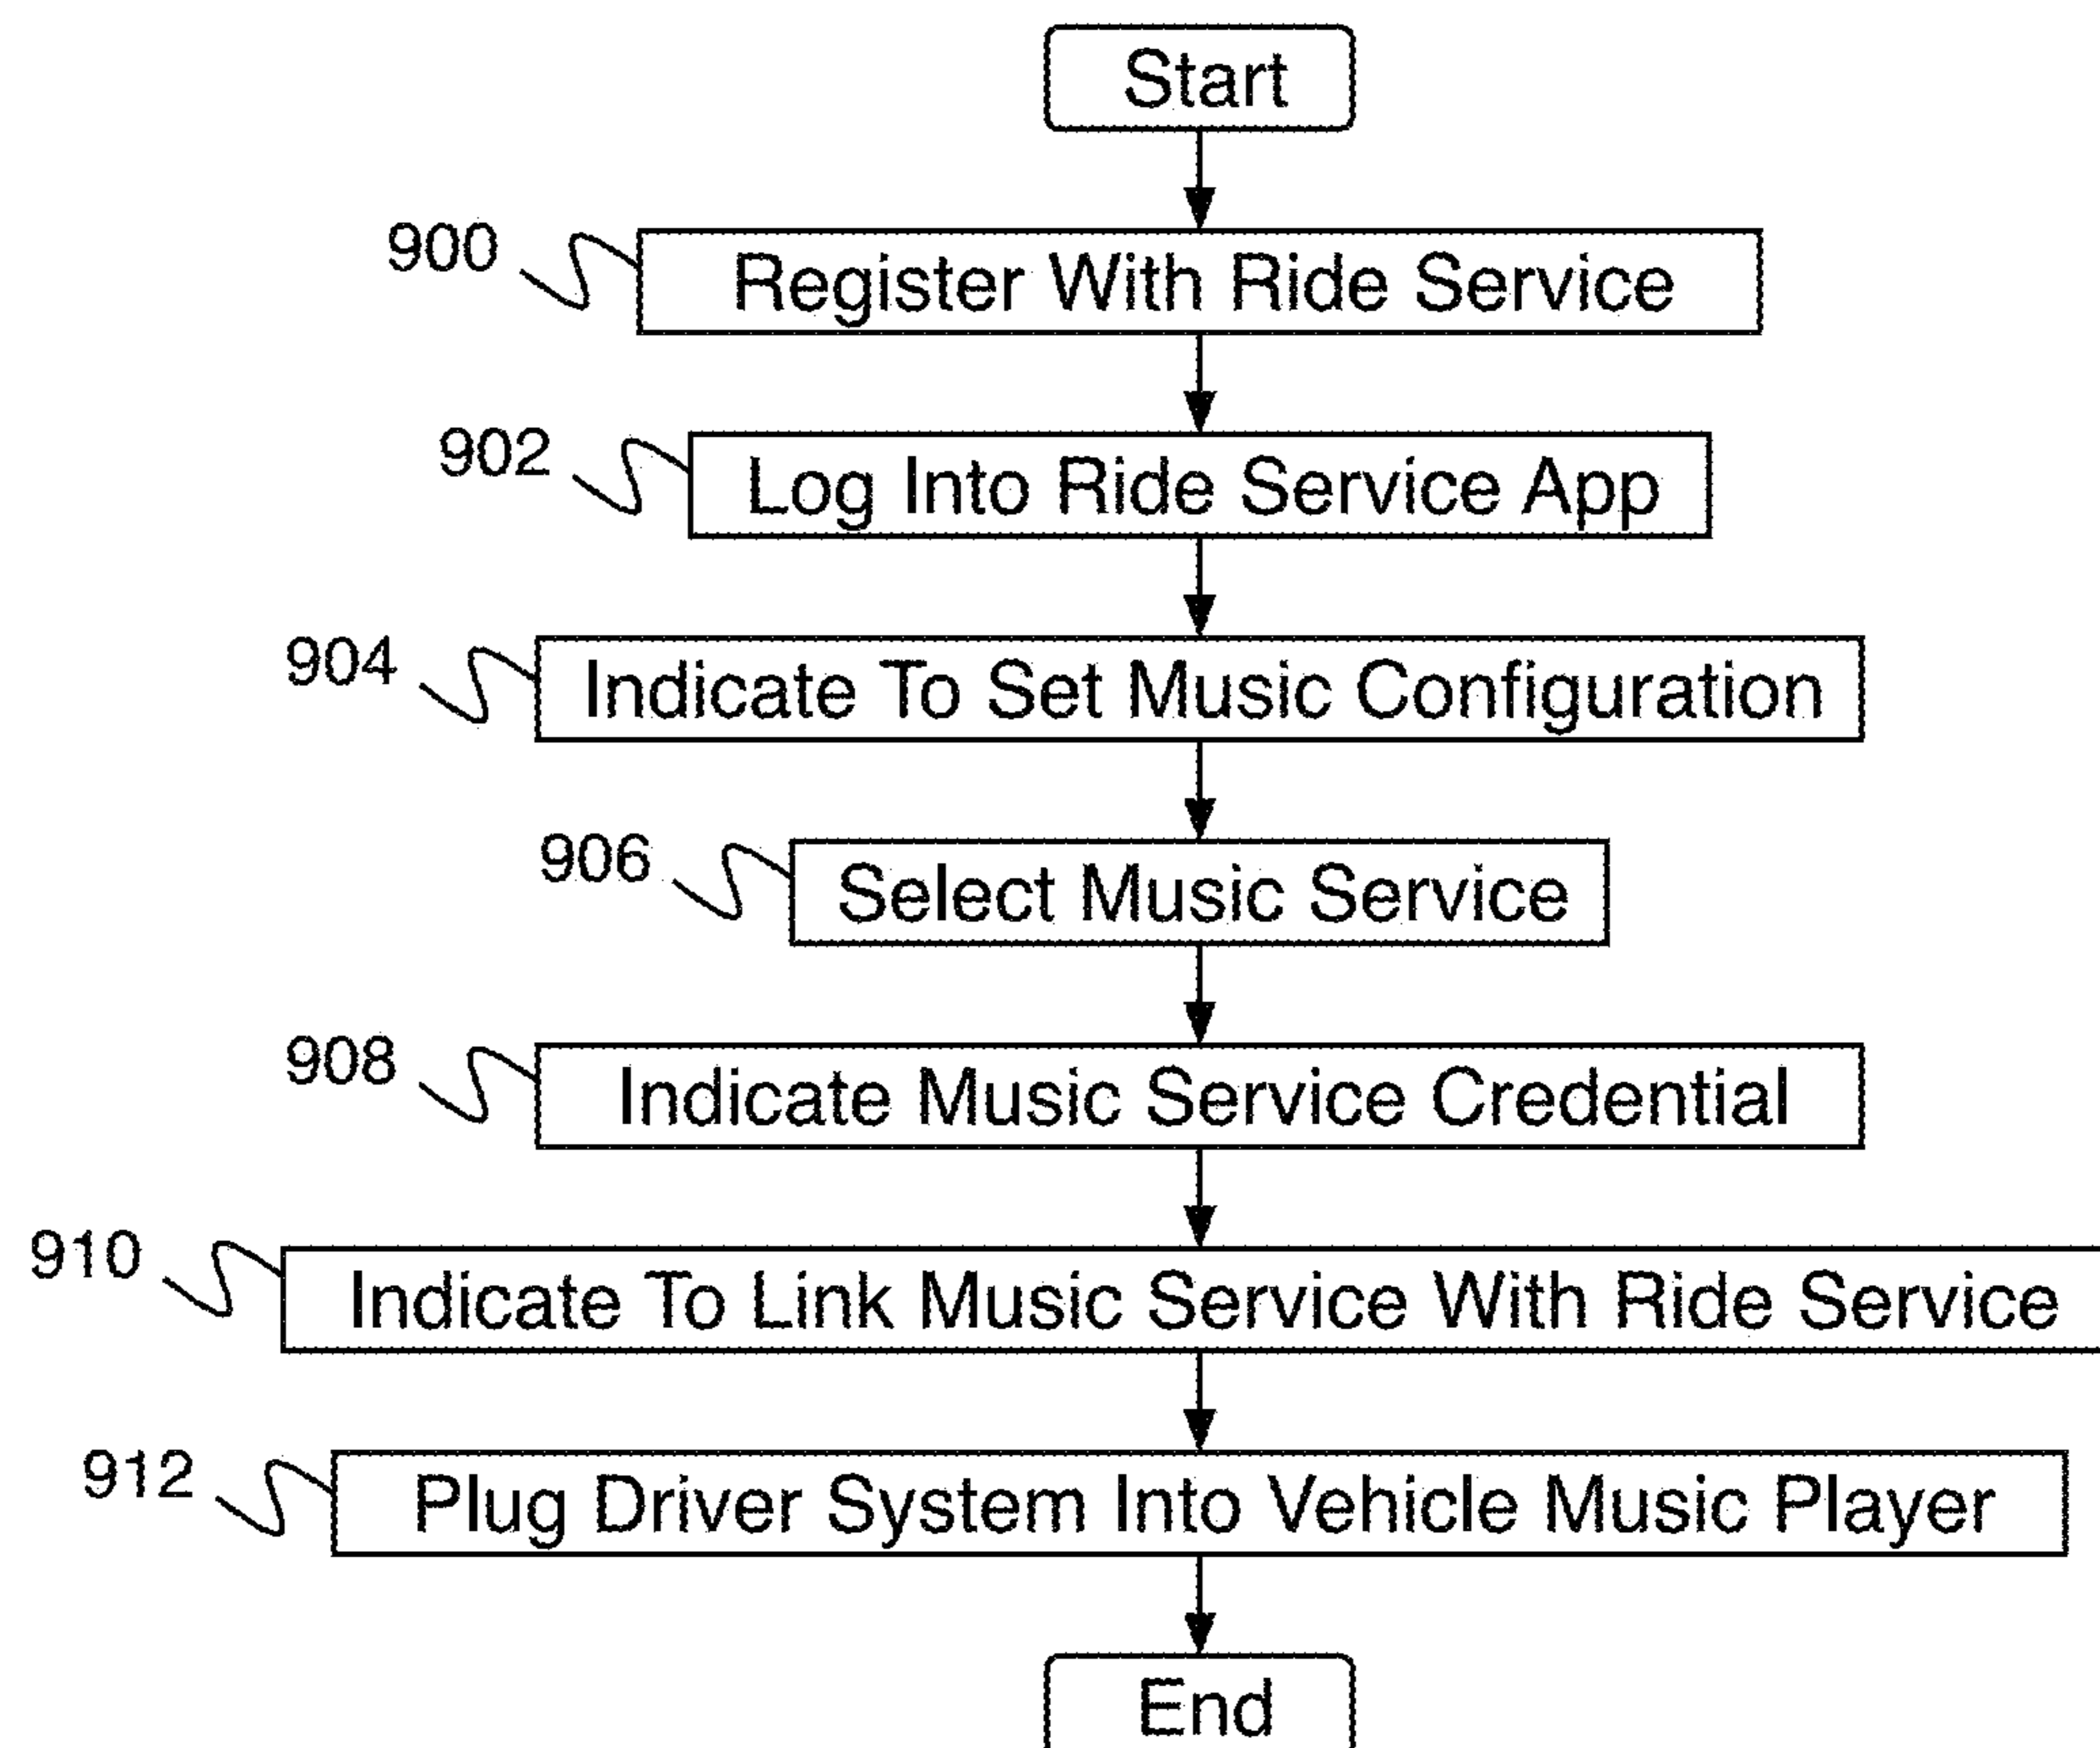 Start
900
Register With Ride Service
902
Log Into Ride Service App
904
Indicate To Set Music Configuration
906
Select Music Service
908
Indicate Music Service Credential
910
Indicate To Link Music Service With Ride Service
912
Plug Driver System Into Vehicle Music Player
End